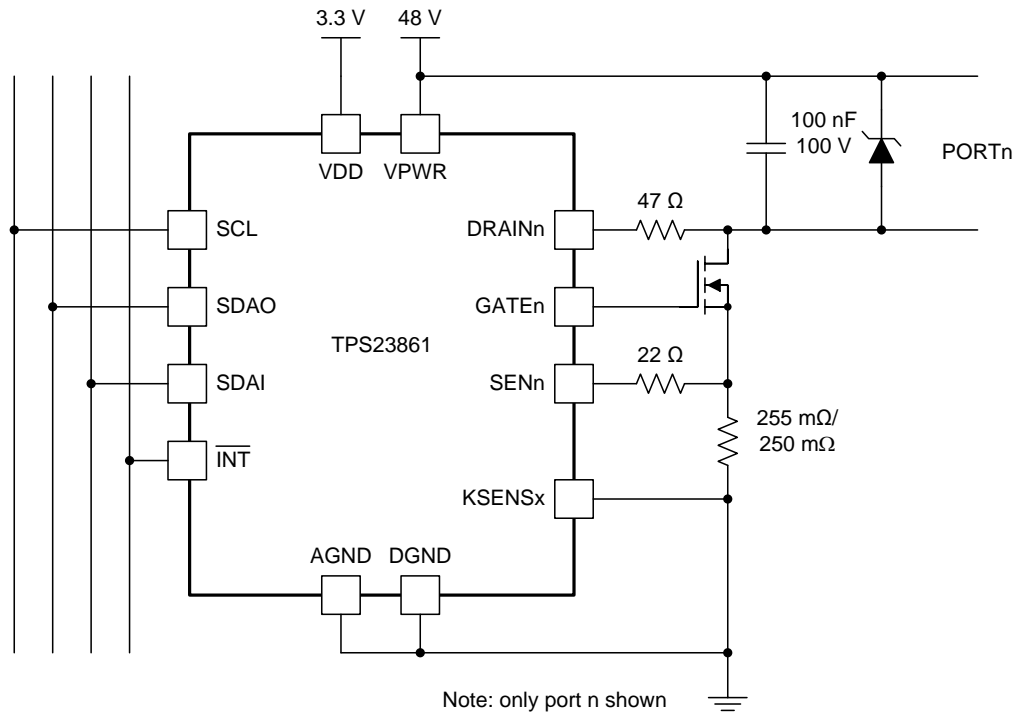 3.3 V
48 V
VDD
VPWR
100 nF
100 V
PORTn
47 Ω
SCL
DRAINn
SDAO
GATEn
TPS23861
22 Ω
SDAI
SENn
255 mΩ/
250 mΩ
INT
KSENSx
AGND
DGND
Note: only port n shown